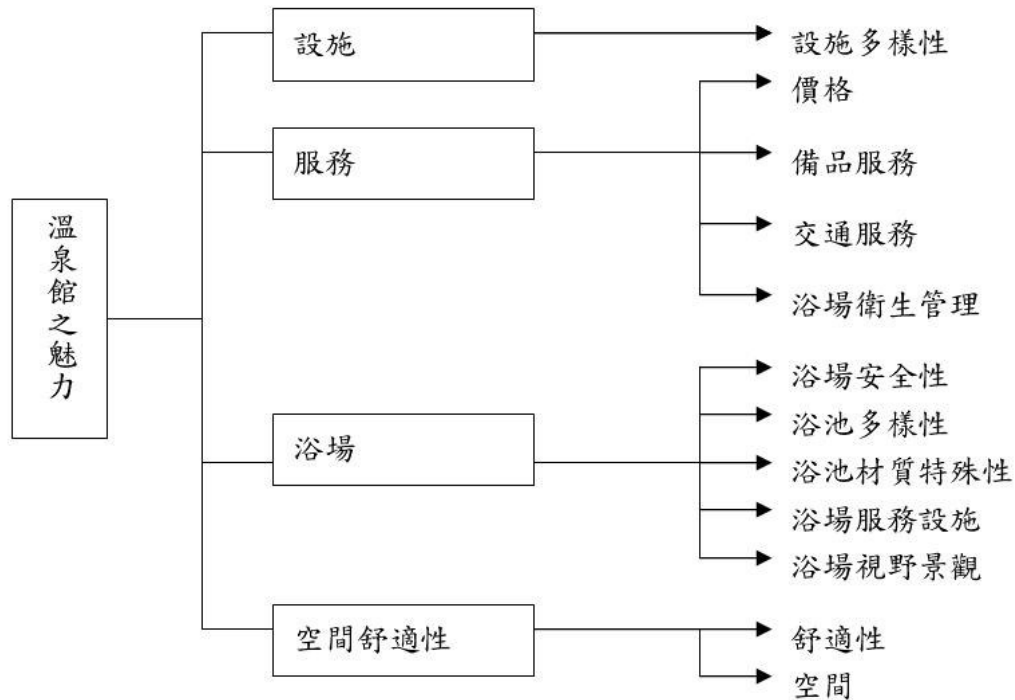 溫泉館之魅力
設施
設施多樣性
服務
價格
備品服務
交通服務
浴場衛生管理
浴場
浴場安全性
浴池多樣性
浴池材質特殊性
浴場服務設施
浴場視野景觀
空間舒適性
舒適性
空間